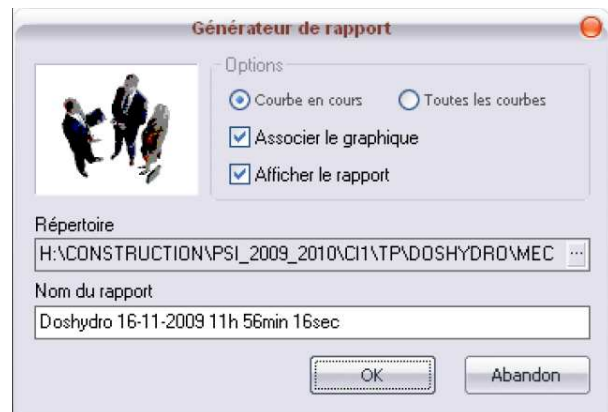 Générateur de rapport
Options
Courbe en cours
Toutes les courbes
Associer le graphique
Afficher le rapport
Répertoire
H:\CONSTRUCTION\PSI_2009_2010\CI1\TP\DOSHYDRO\MEC ...
Nom du rapport
Doshydro 16-11-2009 11h 56min 16sec
OK
Abandon